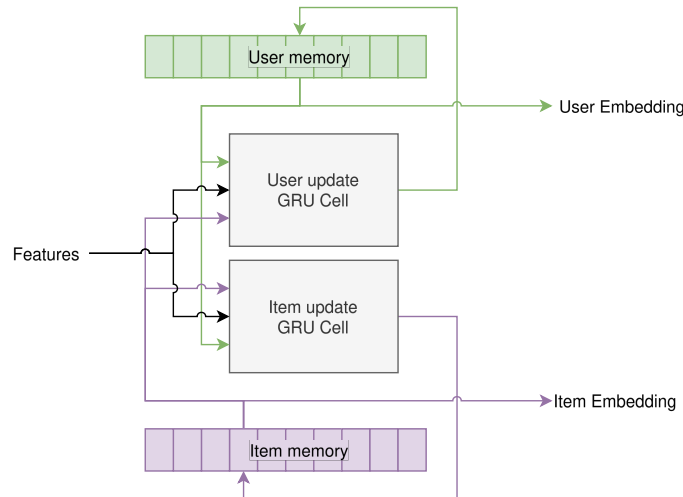 User memory
User Embedding
User update
GRU Cell
Features
Item update
GRU Cell
Item Embedding
Item memory